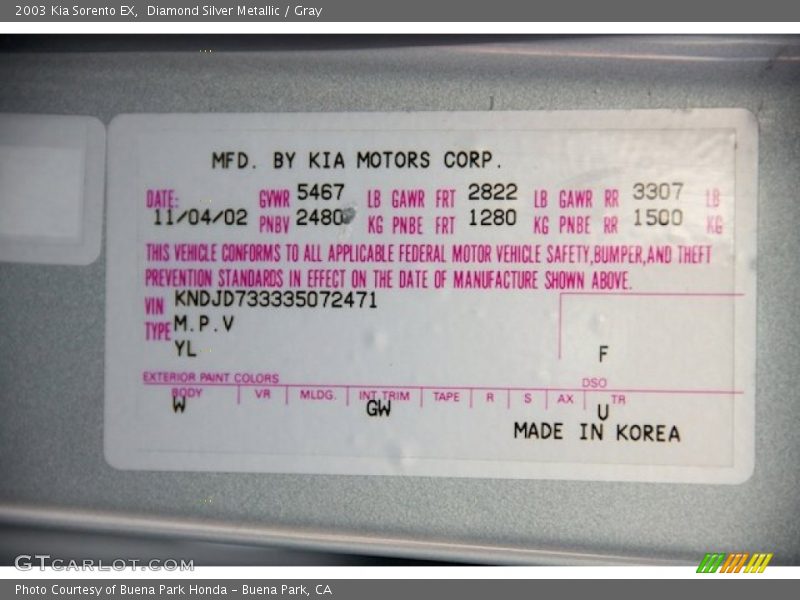 2003 Kia Sorento EX, Diamond Silver Metallic / Gray
MFD. BY KIA MOTORS CORP.
DATE: GVWR 5467 LB GAWR FRT 2822 LB GAWR RR 3307 LB
11/04/02 PNBV 2480 KG PNBE FRT 1280 KG PNBE RR 1500 KG
THIS VEHICLE CONFORMS TO ALL APPLICABLE FEDERAL MOTOR VEHICLE SAFETY,BUMPER,AND THEFT
PREVENTION STANDARDS IN EFFECT ON THE DATE OF MANUFACTURE SHOWN ABOVE.
VIN KNDJD733335072471
TYPE M.P.V
YL F
EXTERIOR PAINT COLORS DSO
BODY VR MLDG. INT TRIM TAPE R S AX TR
W GW U
MADE IN KOREA
GTCARLOT.COM
Photo Courtesy of Buena Park Honda - Buena Park, CA